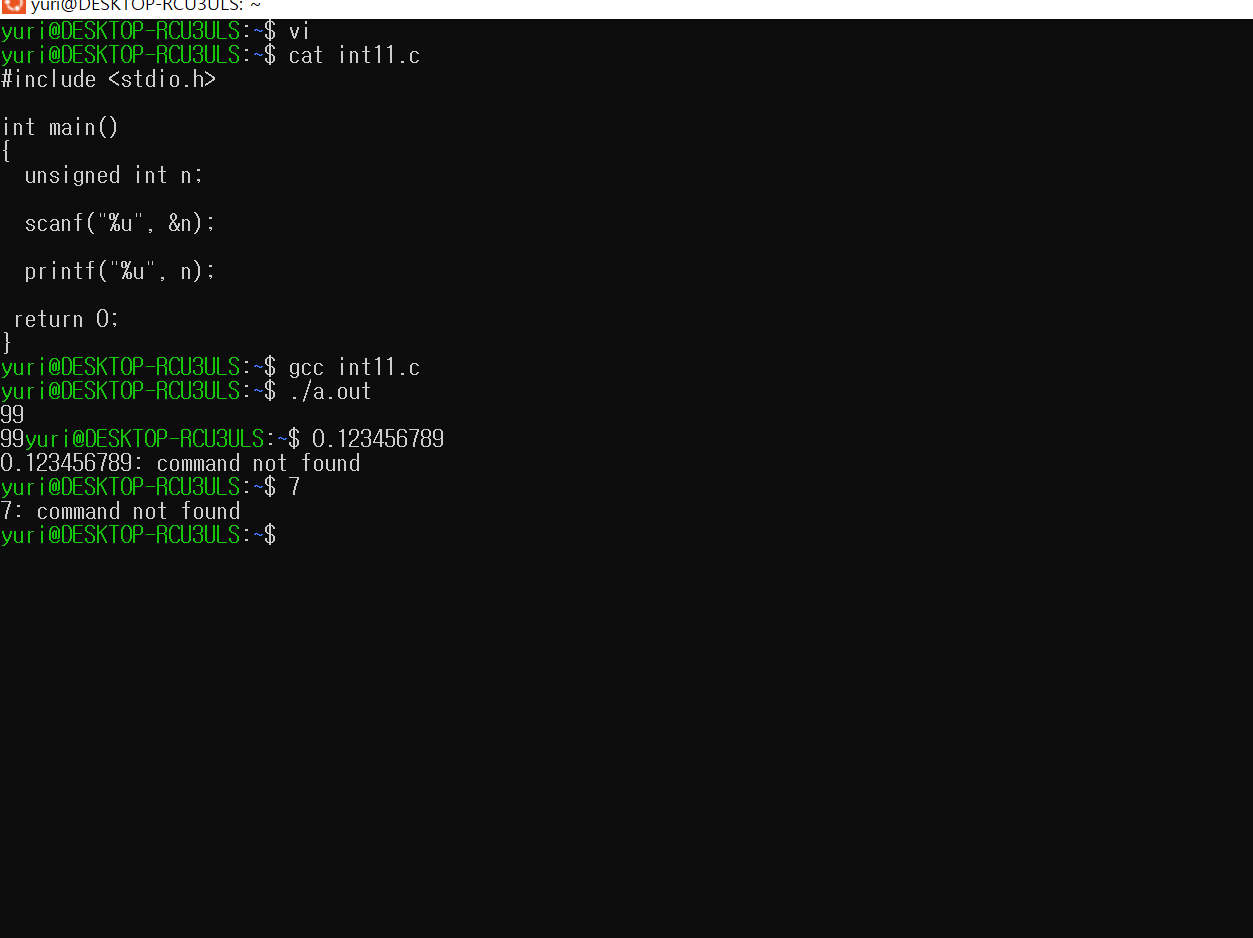 yuri@DESKTOP-RCU3ULS: ~
yuri@DESKTOP-RCU3ULS:~$ vi
yuri@DESKTOP-RCU3ULS:~$ cat int11.c
#include <stdio.h>
int main()
{
  unsigned int n;
  scanf("%u", &n);
  printf("%u", n);
 return 0;
}
yuri@DESKTOP-RCU3ULS:~$ gcc int11.c
yuri@DESKTOP-RCU3ULS:~$ ./a.out
99
99yuri@DESKTOP-RCU3ULS:~$ 0.123456789
0.123456789: command not found
yuri@DESKTOP-RCU3ULS:~$ 7
7: command not found
yuri@DESKTOP-RCU3ULS:~$